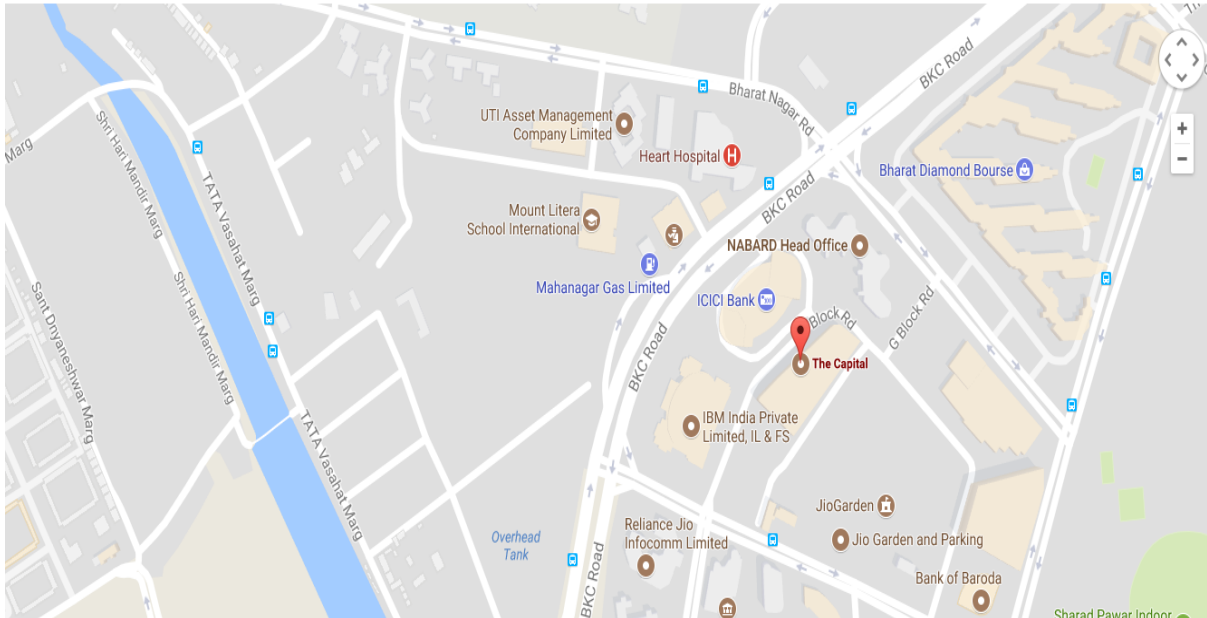 BKC Road
Bharat Nagar Rd
UTI Asset Management
Company Limited
Heart Hospital
H
BKC Road
Bharat Diamond Bourse
Marg
Shri Hari Mandir Marg
TATA Vasahat Marg
Mount Litera
School International
NABARD Head Office
Mahanagar Gas Limited
ICICI Bank
Block Rd
G Block Rd
The Capital
Shri Hari Mandir Marg
Sant Dnyaneshwar Marg
BKC Road
IBM India Private
Limited, IL & FS
TATA Vasahat Marg
JioGarden
Reliance Jio
Infocomm Limited
Jio Garden and Parking
Overhead
Tank
BKC Road
Bank of Baroda
Sharad Pawar Indoor
+
−